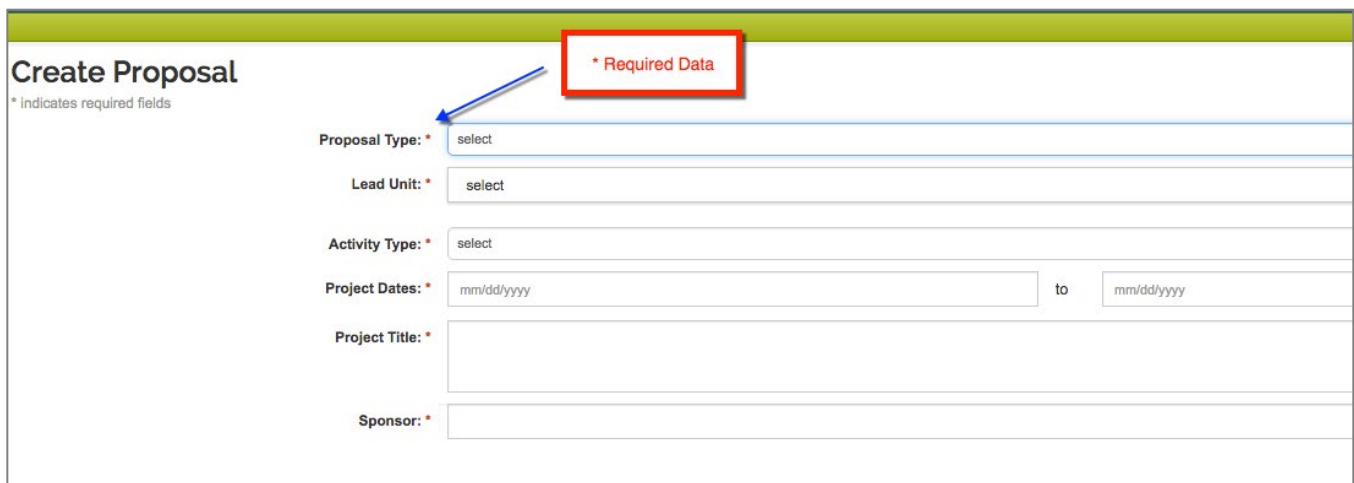 * Required Data
Create Proposal
* indicates required fields
Proposal Type: * select
Lead Unit: * select
Activity Type: * select
Project Dates: * mm/dd/yyyy to mm/dd/yyyy
Project Title: *
Sponsor: *